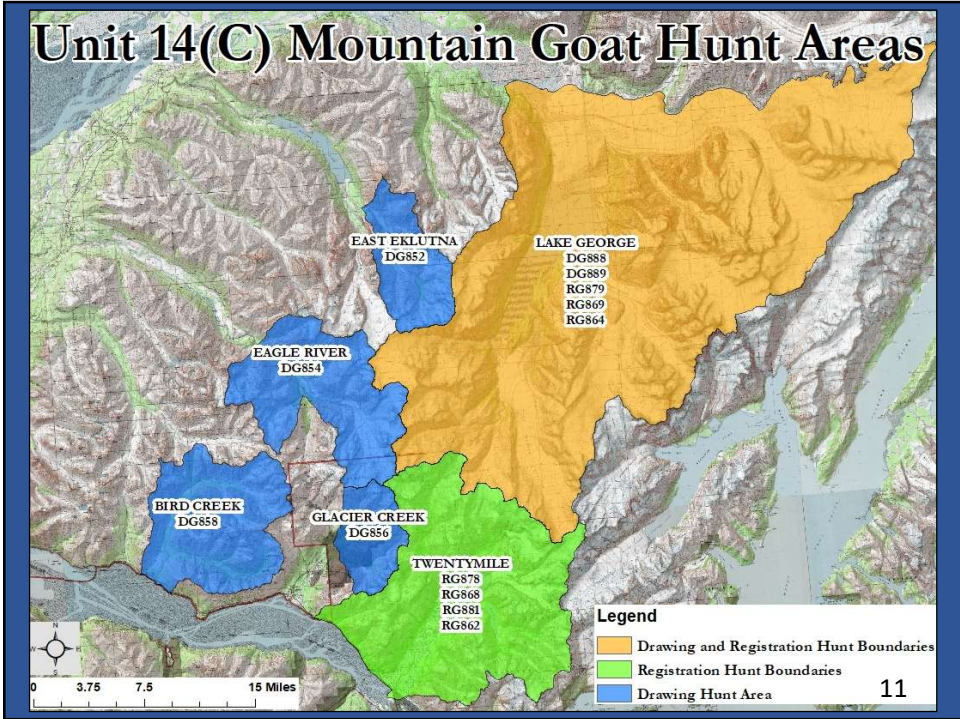 Unit 14(C) Mountain Goat Hunt Areas
EAST EKLUTNA
DG852
LAKE GEORGE
DG888
DG889
RG879
RG869
RG864
EAGLE RIVER
DG854
BIRD CREEK
DG858
GLACIER CREEK
DG856
TWENTYMILE
RG878
RG868
RG881
RG862
Legend
Drawing and Registration Hunt Boundaries
Registration Hunt Boundaries
Drawing Hunt Area
N
W
E
S
0 3.75 7.5 15 Miles
11